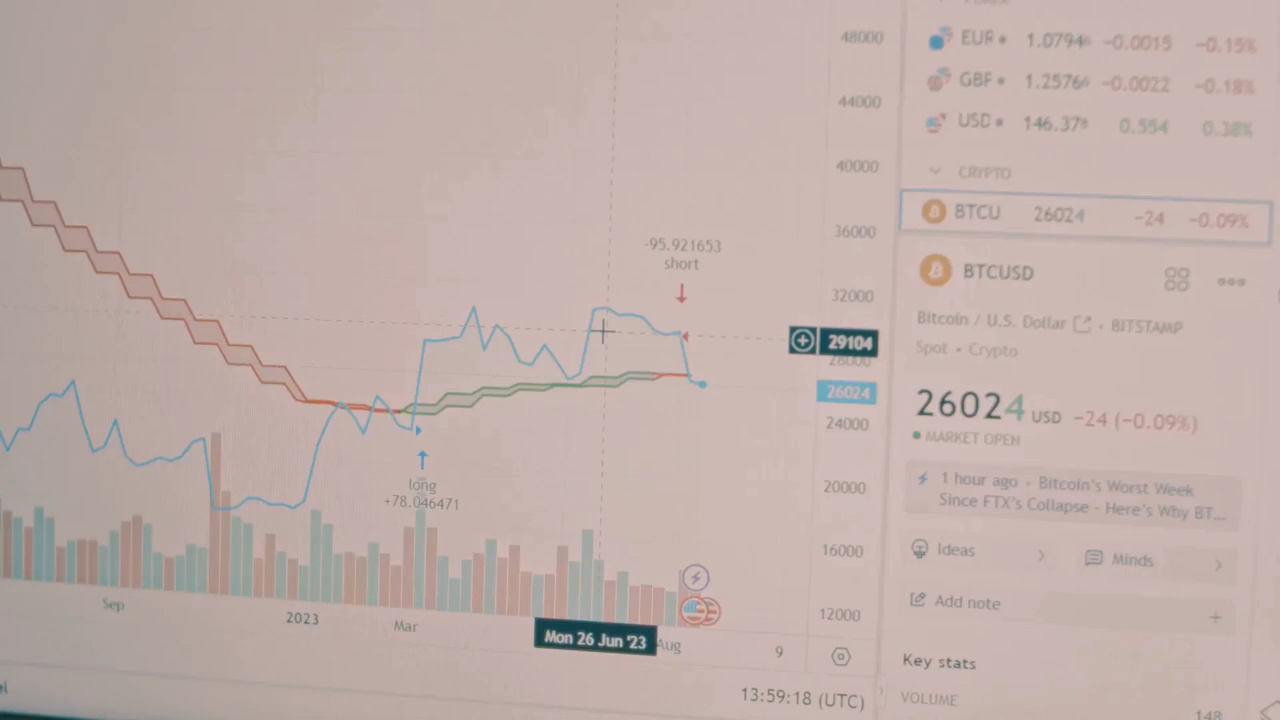 48000
44000
40000
36000
32000
28000
24000
20000
16000
12000
29104
26024
-95.921653
short
long
+78.046471
Sep
2023
Mar
Mon 26 Jun '23
Aug
9
13:59:18 (UTC)
EUR 1.0794 -0.0015 -0.15%
GBP 1.2576 -0.0022 -0.18%
USD 146.37 0.554 0.38%
CRYPTO
BTCU 26024 -24 -0.09%
BTCUSD
Bitcoin / U.S. Dollar • BITSTAMP
Spot • Crypto
26024 USD -24 (-0.09%)
MARKET OPEN
1 hour ago • Bitcoin's Worst Week
Since FTX's Collapse - Here's Why BT...
Ideas
Minds
Add note
Key stats
VOLUME
148